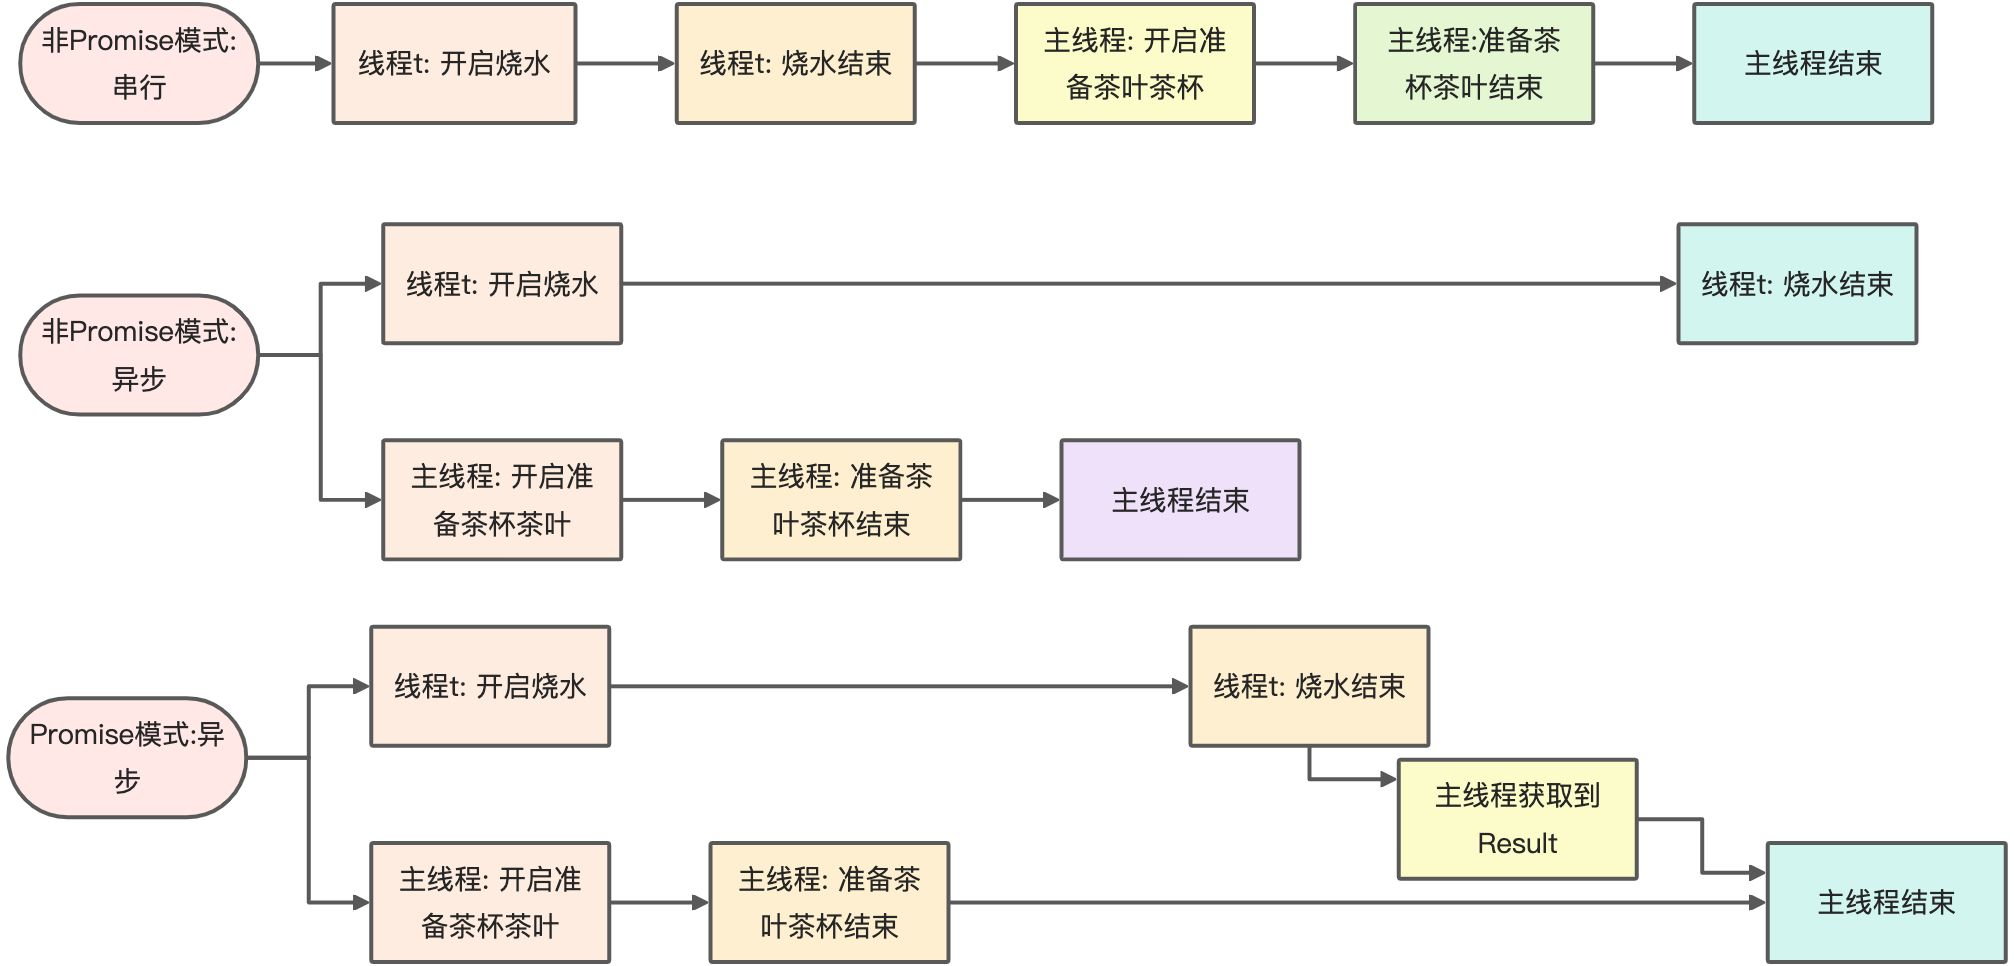 非Promise模式:
串行
线程t: 开启烧水
线程t: 烧水结束
主线程: 开启准
备茶叶茶杯
主线程:准备茶
杯茶叶结束
主线程结束
非Promise模式:
异步
线程t: 开启烧水
线程t: 烧水结束
主线程: 开启准
备茶杯茶叶
主线程: 准备茶
叶茶杯结束
主线程结束
Promise模式:异
步
线程t: 开启烧水
线程t: 烧水结束
主线程获取到
Result
主线程: 开启准
备茶杯茶叶
主线程: 准备茶
叶茶杯结束
主线程结束